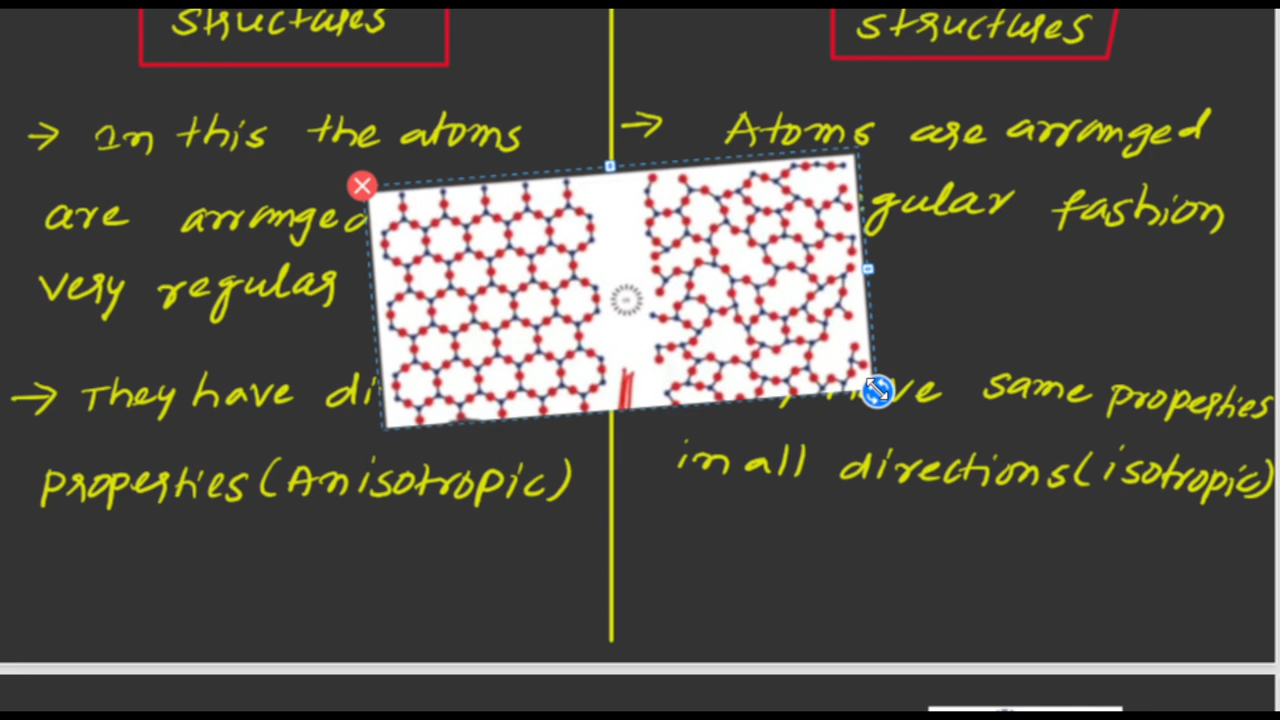 structures
→ In this the atoms
are arranged
very regular
→ They have di
properties (Anisotropic)
structures
→ Atoms are arranged
gular fashion
ve same properties
in all directions (isotropic)